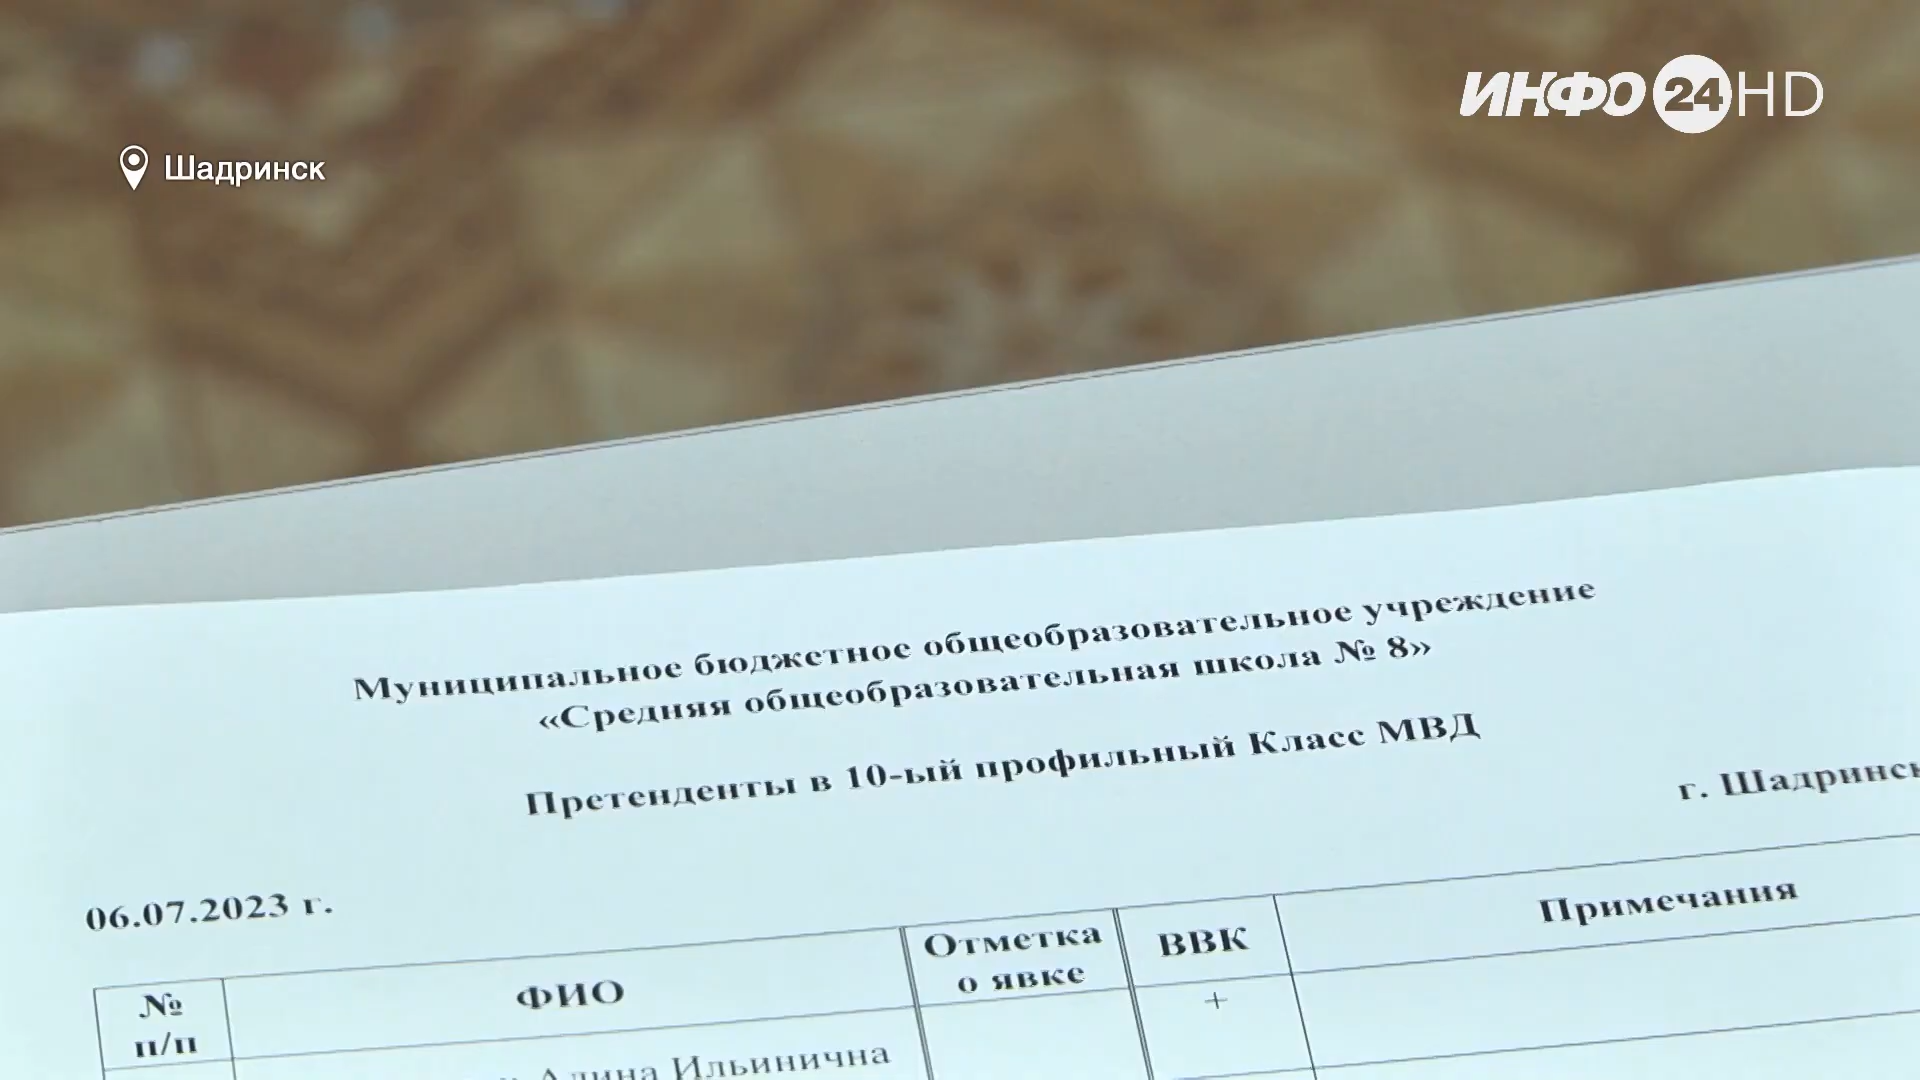 ИНФО 24 HD
Шадринск
Муниципальное бюджетное общеобразовательное учреждение
«Средняя общеобразовательная школа № 8»
Претенденты в 10-ый профильный Класс МВД
г. Шадринск
06.07.2023 г.
№ п/п
ФИО
Отметка о явке
ВВК
Примечания
Алина Ильинична
+